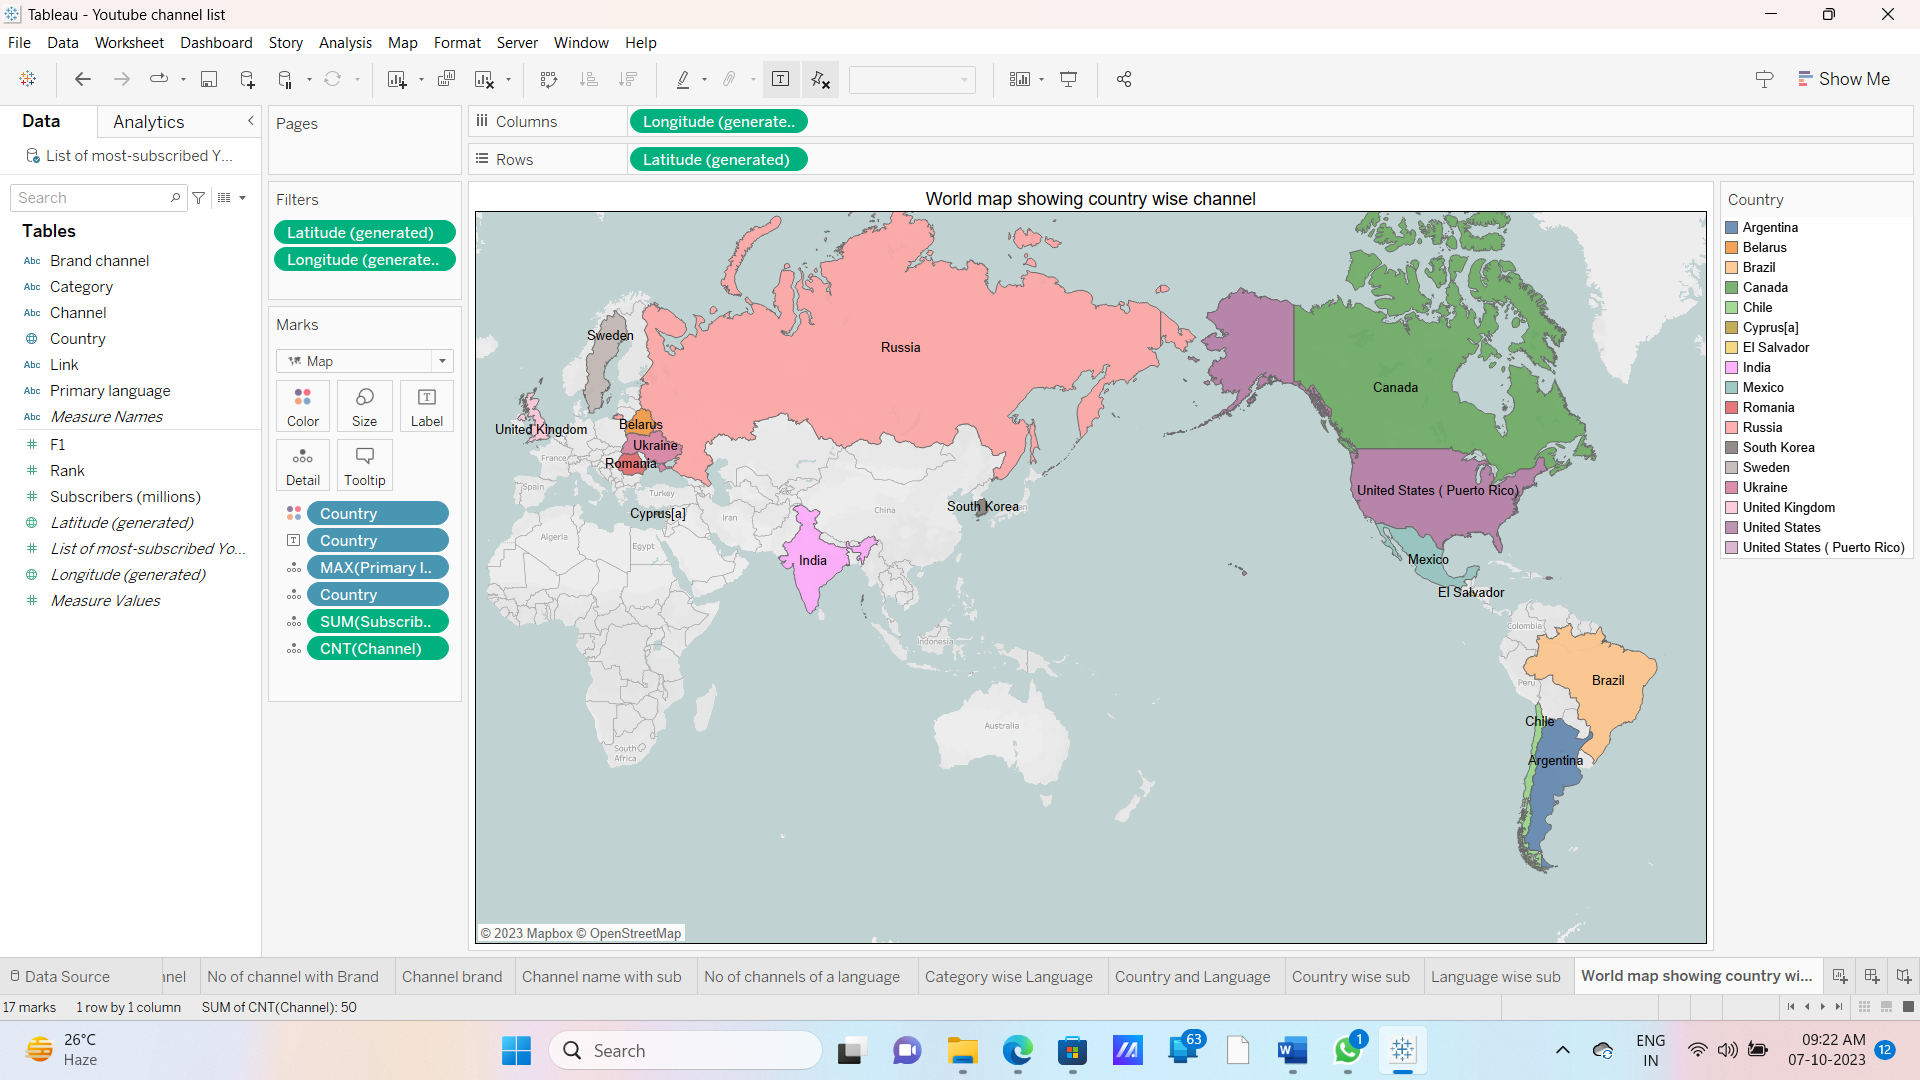 Tableau - Youtube channel list
File Data Worksheet Dashboard Story Analysis Map Format Server Window Help
Show Me
Data Analytics
List of most-subscribed Y...
Search
Tables
Abc Brand channel
Abc Category
Abc Channel
Country
Abc Link
Abc Primary language
Abc Measure Names
F1
Rank
Subscribers (millions)
Latitude (generated)
List of most-subscribed Yo...
Longitude (generated)
Measure Values
Pages
Filters
Latitude (generated)
Longitude (generate..
Marks
Map
Color Size Label
Detail Tooltip
Country
Country
MAX(Primary l..
Country
SUM(Subscrib..
CNT(Channel)
Columns Longitude (generate..
Rows Latitude (generated)
World map showing country wise channel
Sweden
Russia
Canada
United Kingdom
Belarus
Ukraine
France
Romania
Spain
Turkey
United States ( Puerto Rico)
Cyprus[a]
Iran
China
South Korea
Algeria
Egypt
India
Mexico
El Salvador
Colombia
Indonesia
Brazil
Peru
Chile
Australia
South Africa
Argentina
© 2023 Mapbox © OpenStreetMap
Country
Argentina
Belarus
Brazil
Canada
Chile
Cyprus[a]
El Salvador
India
Mexico
Romania
Russia
South Korea
Sweden
Ukraine
United Kingdom
United States
United States ( Puerto Rico)
Data Source nnel No of channel with Brand Channel brand Channel name with sub No of channels of a language Category wise Language Country and Language Country wise sub Language wise sub World map showing country wi...
17 marks 1 row by 1 column SUM of CNT(Channel): 50
26°C
Haze
Search
63
1
ENG
IN
09:22 AM
07-10-2023
12